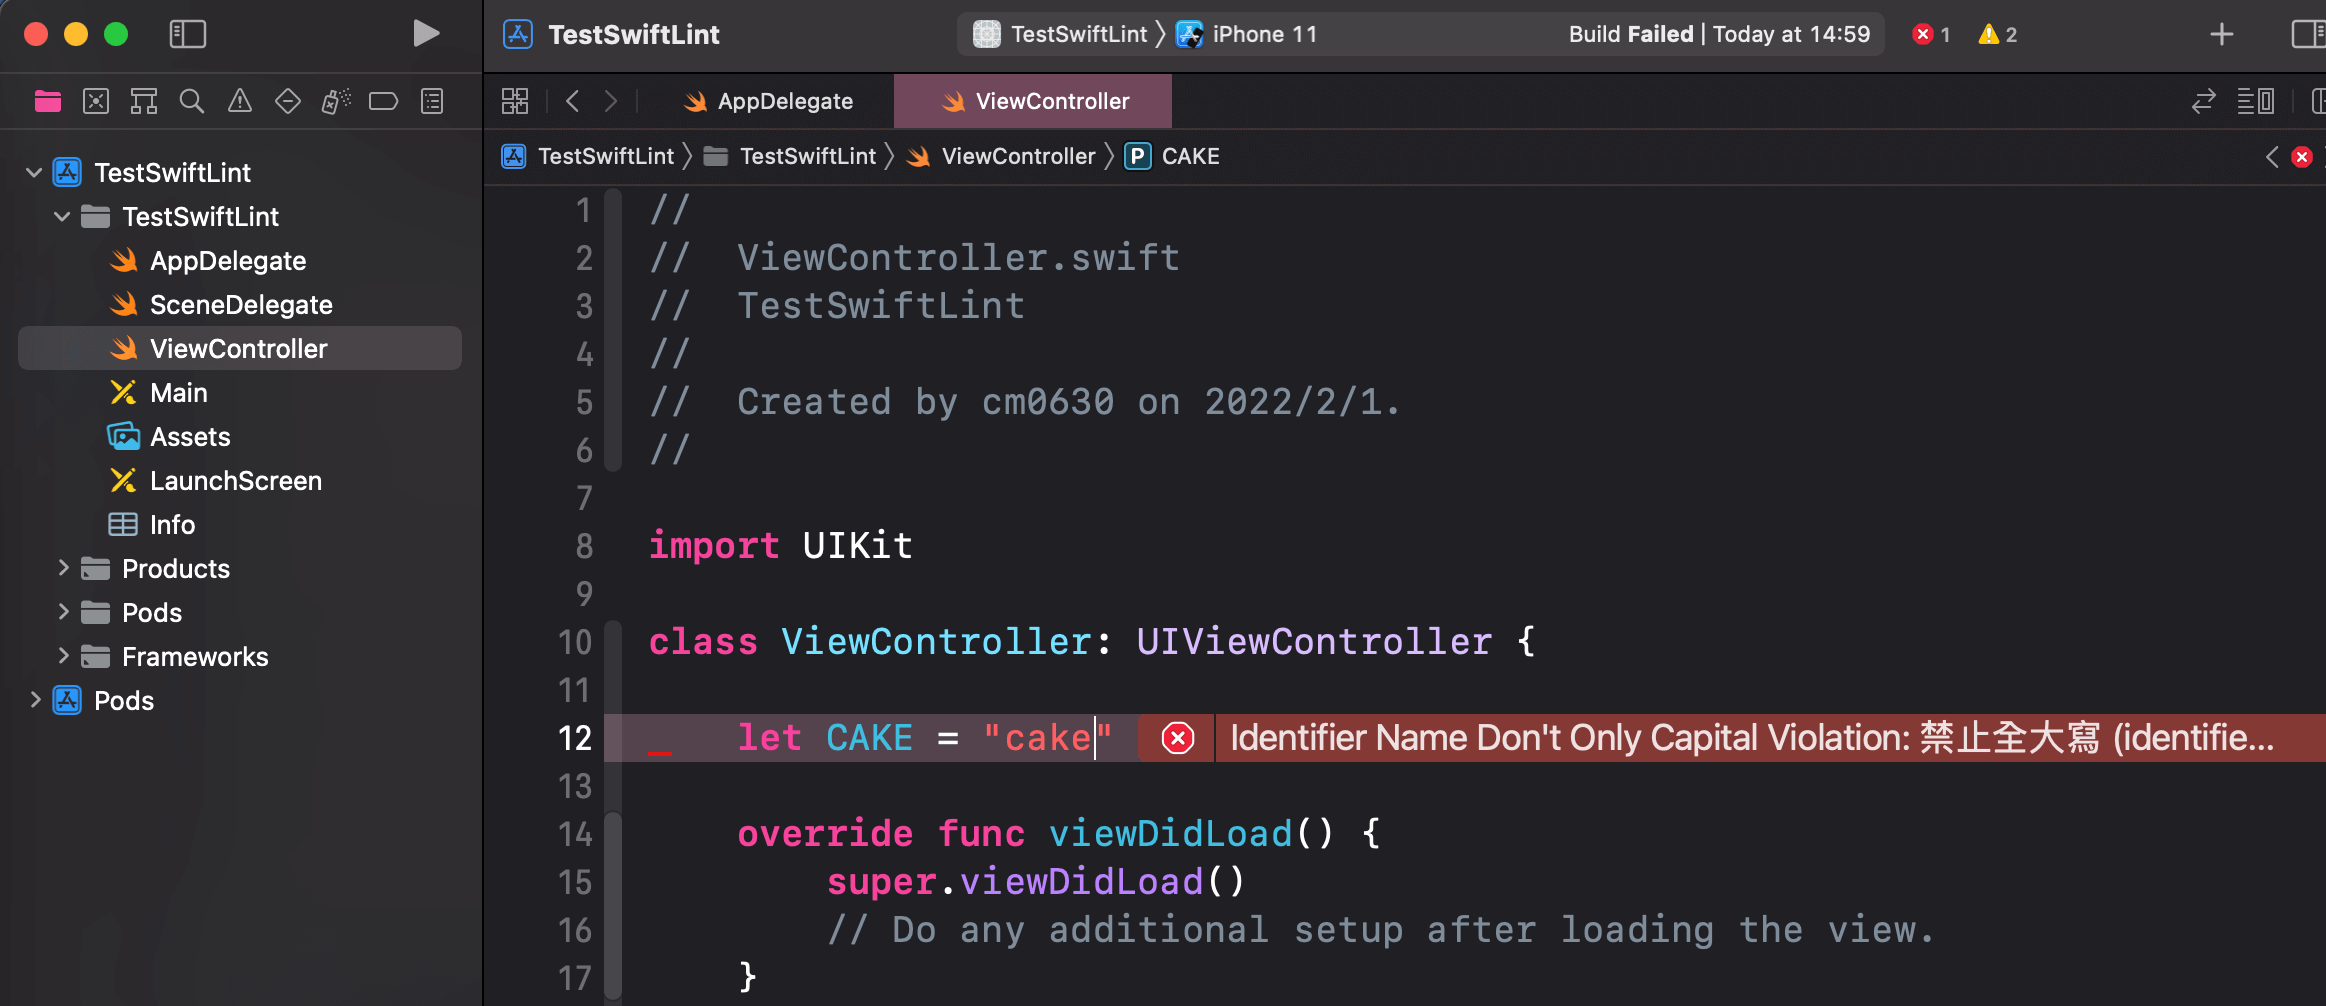 TestSwiftLint
TestSwiftLint 〉 iPhone 11
Build Failed | Today at 14:59
1
2
AppDelegate
ViewController
TestSwiftLint 〉 TestSwiftLint 〉 ViewController 〉 P CAKE
TestSwiftLint
TestSwiftLint
AppDelegate
SceneDelegate
ViewController
Main
Assets
LaunchScreen
Info
Products
Pods
Frameworks
Pods
1 //
2 //  ViewController.swift
3 //  TestSwiftLint
4 //
5 //  Created by cm0630 on 2022/2/1.
6 //
7
8 import UIKit
9
10 class ViewController: UIViewController {
11
12     let CAKE = "cake" Identifier Name Don't Only Capital Violation: 禁止全大寫 (identifie...
13
14     override func viewDidLoad() {
15         super.viewDidLoad()
16         // Do any additional setup after loading the view.
17     }